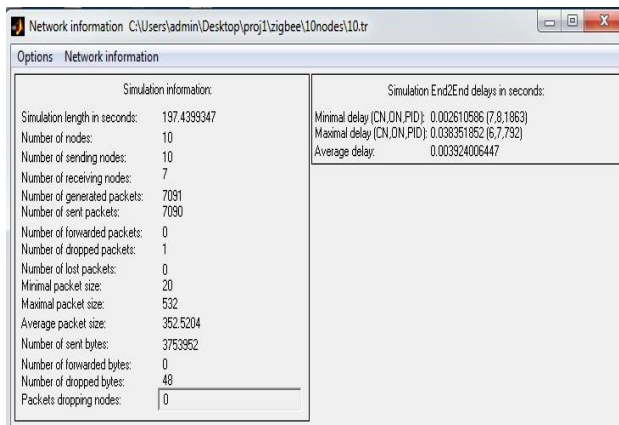 Network information C:\Users\admin\Desktop\proj1\zigbee\10nodes\10.tr
Options Network information
Simulation information:
Simulation length in seconds: 197.4399347
Number of nodes: 10
Number of sending nodes: 10
Number of receiving nodes: 7
Number of generated packets: 7091
Number of sent packets: 7090
Number of forwarded packets: 0
Number of dropped packets: 1
Number of lost packets: 0
Minimal packet size: 20
Maximal packet size: 532
Average packet size: 352.5204
Number of sent bytes: 3753952
Number of forwarded bytes: 0
Number of dropped bytes: 48
Packets dropping nodes: 0
Simulation End2End delays in seconds:
Minimal delay (CN,ON,PID): 0.002610586 (7,8,1863)
Maximal delay (CN,ON,PID): 0.038351852 (6,7,792)
Average delay: 0.003924006447